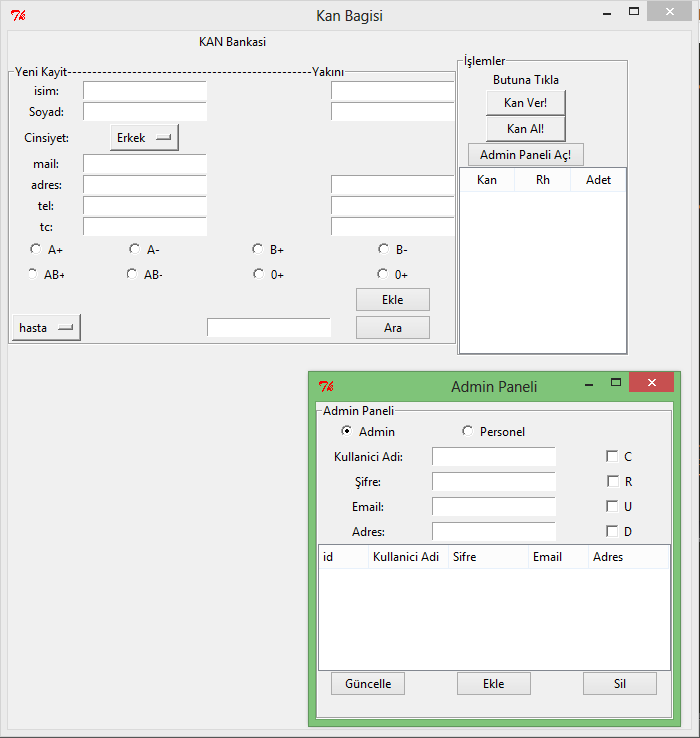 Kan Bagisi
KAN Bankasi
Yeni Kayit------------------------------------------------Yakını
isim:
Soyad:
Cinsiyet: Erkek
mail:
adres:
tel:
tc:
A+ A- B+ B-
AB+ AB- 0+ 0+
Ekle
hasta Ara
İşlemler
Butuna Tıkla
Kan Ver!
Kan Al!
Admin Paneli Aç!
Kan Rh Adet
Admin Paneli
Admin Paneli
Admin Personel
Kullanici Adi: C
Şifre: R
Email: U
Adres: D
id Kullanici Adi Sifre Email Adres
Güncelle Ekle Sil